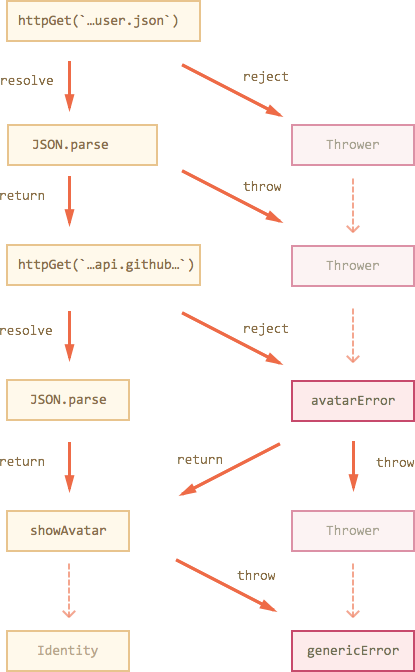 httpGet(`…user.json`)
resolve
reject
JSON.parse
Thrower
return
throw
httpGet(`…api.github…`)
Thrower
resolve
reject
JSON.parse
avatarError
return
return
throw
showAvatar
Thrower
throw
Identity
genericError